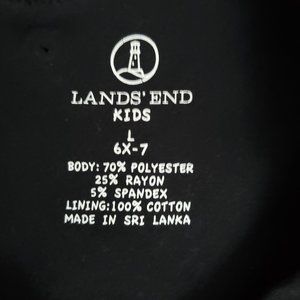 LANDS' END
KIDS
L
6X-7
BODY: 70% POLYESTER
25% RAYON
5% SPANDEX
LINING:100% COTTON
MADE IN SRI LANKA